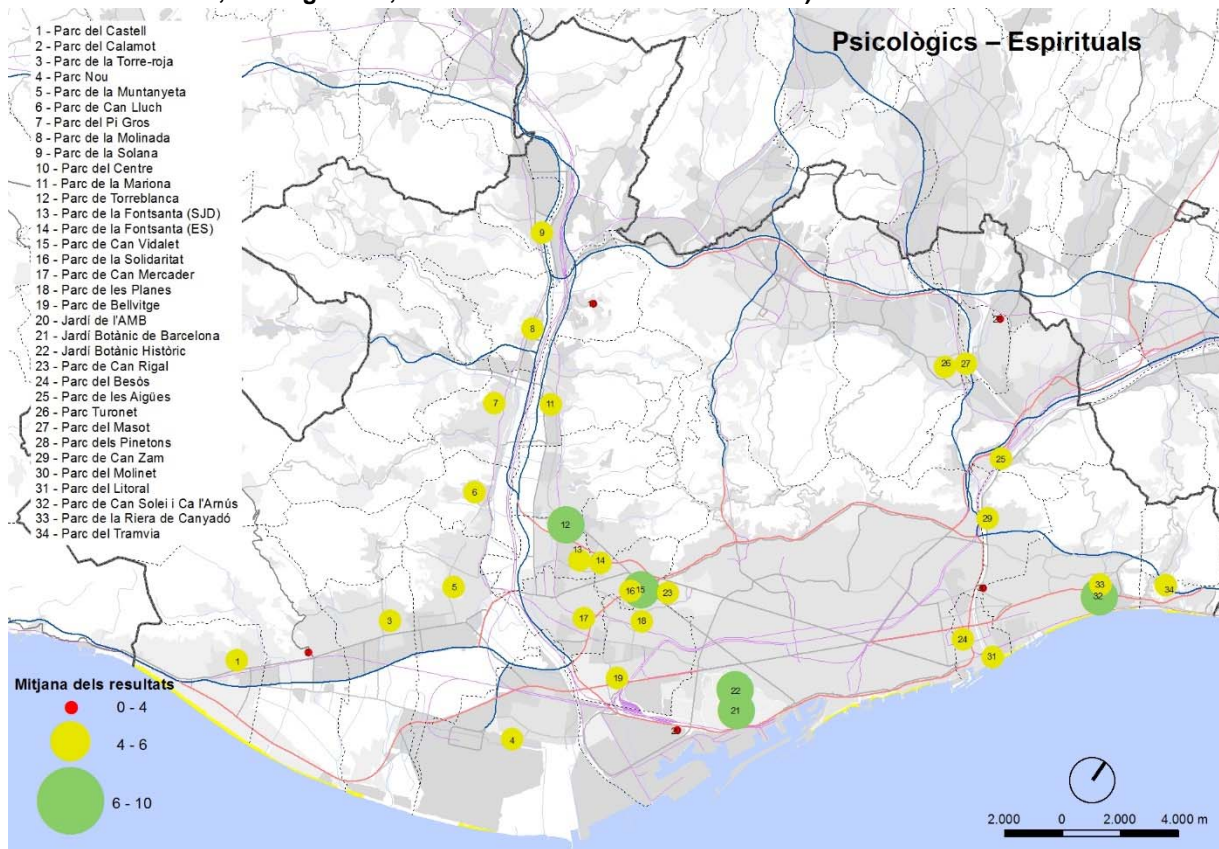 Psicològics – Espirituals
1 - Parc del Castell
2 - Parc del Calamot
3 - Parc de la Torre-roja
4 - Parc Nou
5 - Parc de la Muntanyeta
6 - Parc de Can Lluch
7 - Parc del Pi Gros
8 - Parc de la Molinada
9 - Parc de la Solana
10 - Parc del Centre
11 - Parc de la Mariona
12 - Parc de Torreblanca
13 - Parc de la Fontsanta (SJD)
14 - Parc de la Fontsanta (ES)
15 - Parc de Can Vidalet
16 - Parc de la Solidaritat
17 - Parc de Can Mercader
18 - Parc de les Planes
19 - Parc de Bellvitge
20 - Jardí de l'AMB
21 - Jardí Botànic de Barcelona
22 - Jardí Botànic Històric
23 - Parc de Can Rigal
24 - Parc del Besòs
25 - Parc de les Aigües
26 - Parc Turonet
27 - Parc del Masot
28 - Parc dels Pinetons
29 - Parc de Can Zam
30 - Parc del Molinet
31 - Parc del Litoral
32 - Parc de Can Solei i Ca l'Arnús
33 - Parc de la Riera de Canyadó
34 - Parc del Tramvia
9
8
26
27
7
11
25
6
29
12
13
14
5
16
15
23
33
32
34
3
17
18
24
31
1
19
22
21
4
Mitjana dels resultats
0 - 4
4 - 6
6 - 10
2.000 0 2.000 4.000 m